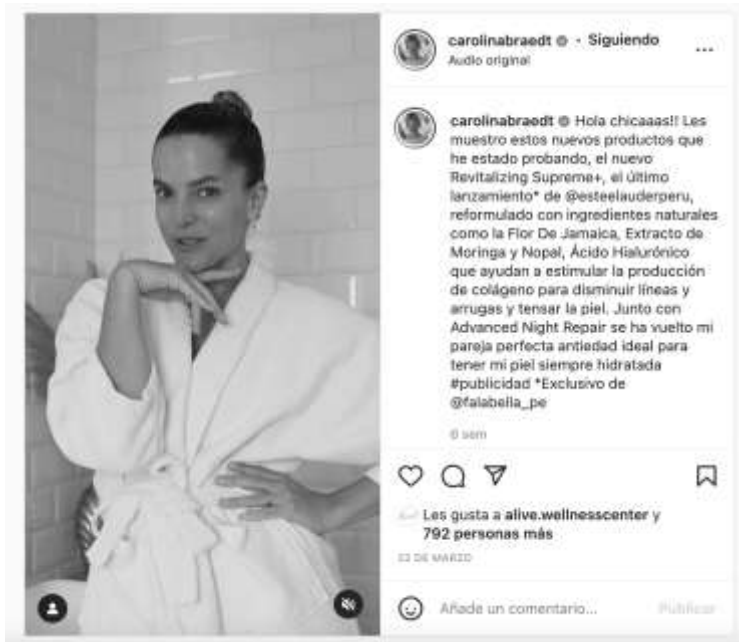 carolinabraedt • Siguiendo
Audio original
carolinabraedt Hola chicaaas!! Les
muestro estos nuevos productos que
he estado probando, el nuevo
Revitalizing Supreme+, el último
lanzamiento* de @esteelauderperu,
reformulado con ingredientes naturales
como la Flor De Jamaica, Extracto de
Moringa y Nopal, Ácido Hialurónico
que ayudan a estimular la producción
de colágeno para disminuir líneas y
arrugas y tensar la piel. Junto con
Advanced Night Repair se ha vuelto mi
pareja perfecta antiedad ideal para
tener mi piel siempre hidratada
#publicidad *Exclusivo de
@falabella_pe
6 sem
Les gusta a alive.wellnesscenter y
792 personas más
DE MARZO
Añade un comentario... Publicar